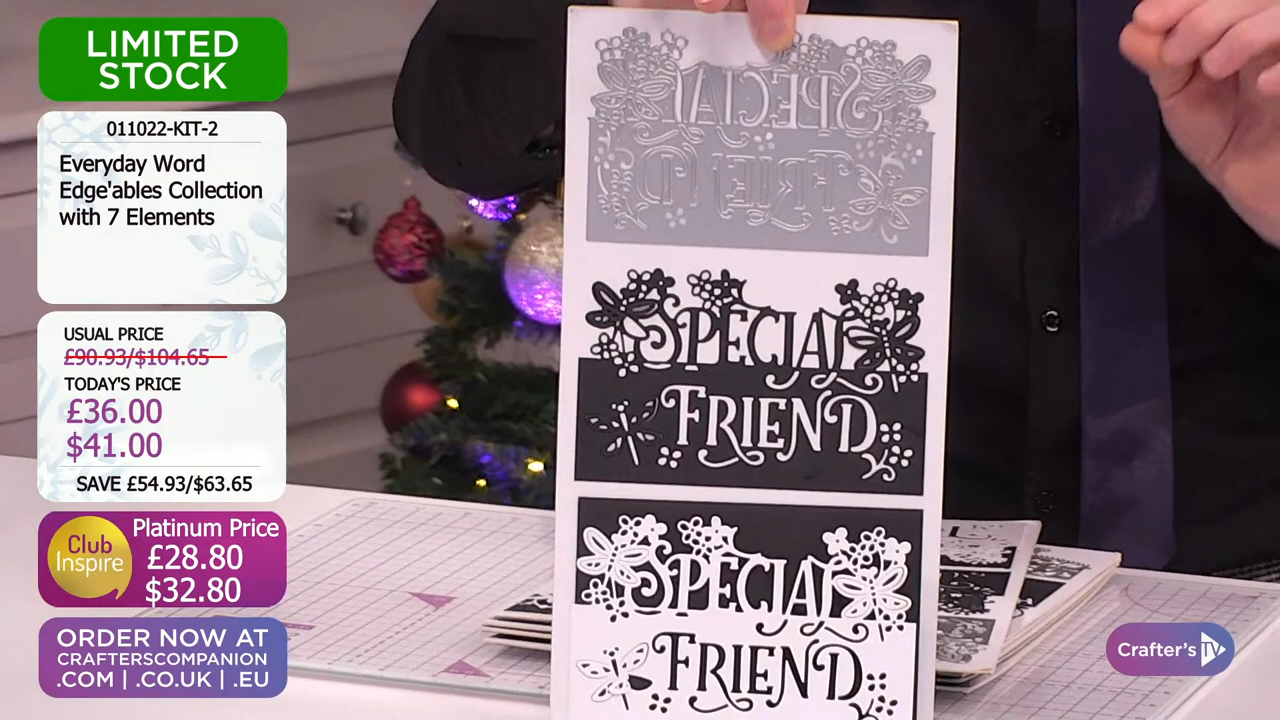 LIMITED
STOCK
011022-KIT-2
Everyday Word
Edge'ables Collection
with 7 Elements
USUAL PRICE
£90.93/$104.65
TODAY'S PRICE
£36.00
$41.00
SAVE £54.93/$63.65
Club
Inspire
Platinum Price
£28.80
$32.80
ORDER NOW AT
CRAFTERSCOMPANION
.COM | .CO.UK | .EU
SPECIAL
FRIEND
SPECIAL
FRIEND
SPECIAL
FRIEND
Crafter's TV